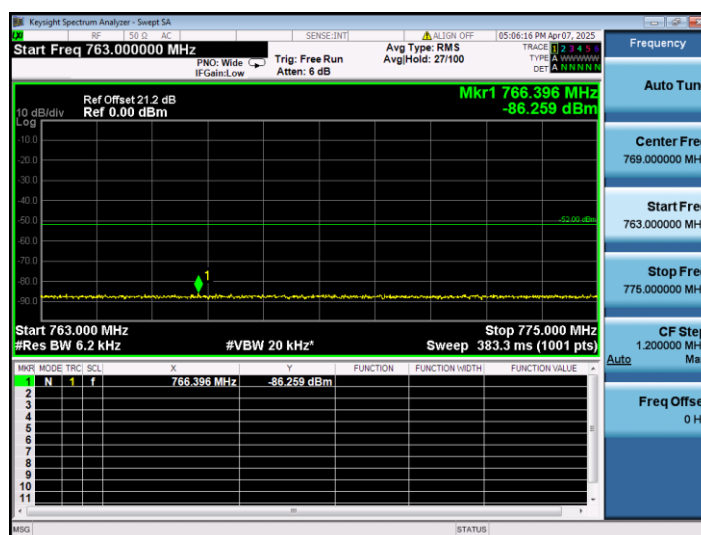 Keysight Spectrum Analyzer - Swept SA
RF 50 Ω AC SENSE:INT ALIGN OFF 05:06:16 PM Apr 07, 2025
Start Freq 763.000000 MHz
PNO: Wide
IFGain:Low
Trig: Free Run
Atten: 6 dB
Avg Type: RMS
Avg|Hold: 27/100
TRACE 1 2 3 4 5 6
TYPE A WWWWW
DET A N N N N N
Ref Offset 21.2 dB
10 dB/div Ref 0.00 dBm
Log
Mkr1 766.396 MHz
-86.259 dBm
-10.0
-20.0
-30.0
-40.0
-50.0
-52.00 dBm
-60.0
-70.0
-80.0
1
-90.0
Start 763.000 MHz Stop 775.000 MHz
#Res BW 6.2 kHz #VBW 20 kHz* Sweep 383.3 ms (1001 pts)
MKR MODE TRC SCL X Y FUNCTION FUNCTION WIDTH FUNCTION VALUE
1 N 1 f 766.396 MHz -86.259 dBm
2
3
4
5
6
7
8
9
10
11
MSG STATUS
Frequency
Auto Tun
Center Fre
769.000000 MH
Start Fre
763.000000 MH
Stop Fre
775.000000 MH
CF Step
1.200000 MH
Auto Ma
Freq Offse
0 H